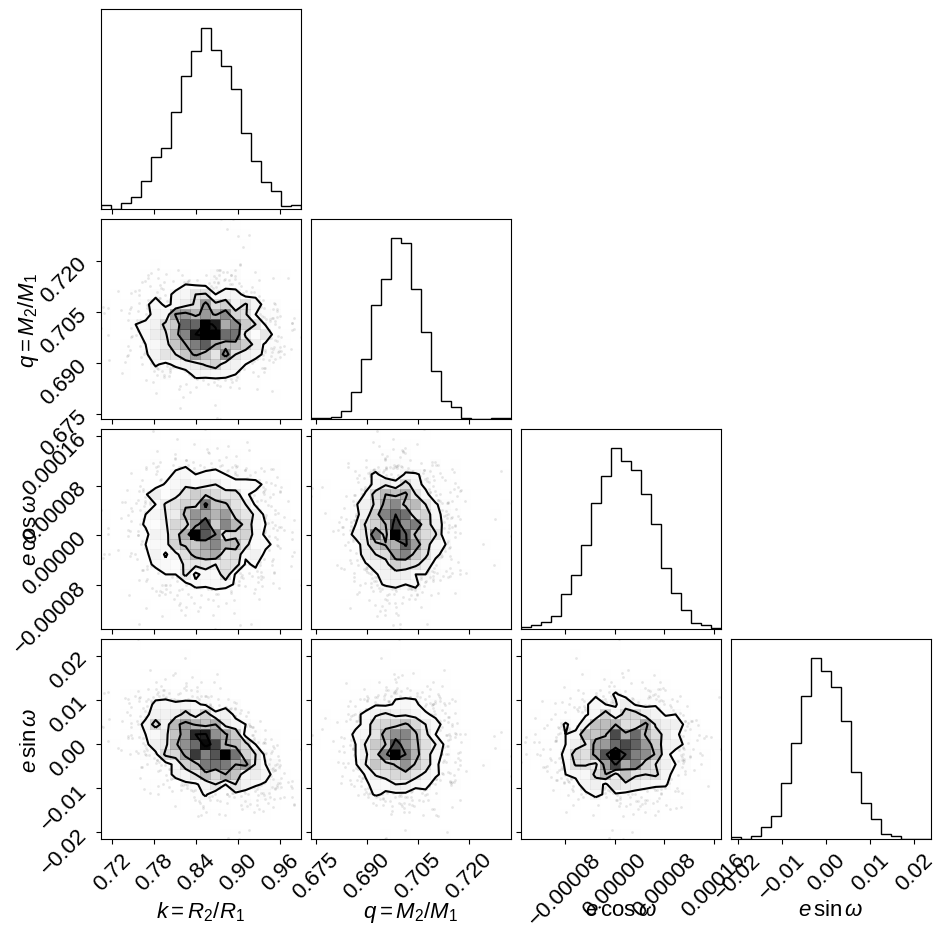 q = M₂/M₁
0.720
0.705
0.690
0.675
e cos ω
0.00016
0.00008
0.00000
−0.00008
e sin ω
0.02
0.01
0.00
−0.01
−0.02
0.72 0.78 0.84 0.90 0.96
k = R₂/R₁
0.675 0.690 0.705 0.720
q = M₂/M₁
−0.00008 0.00000 0.00008 0.00016
e cos ω
−0.02 −0.01 0.00 0.01 0.02
e sin ω